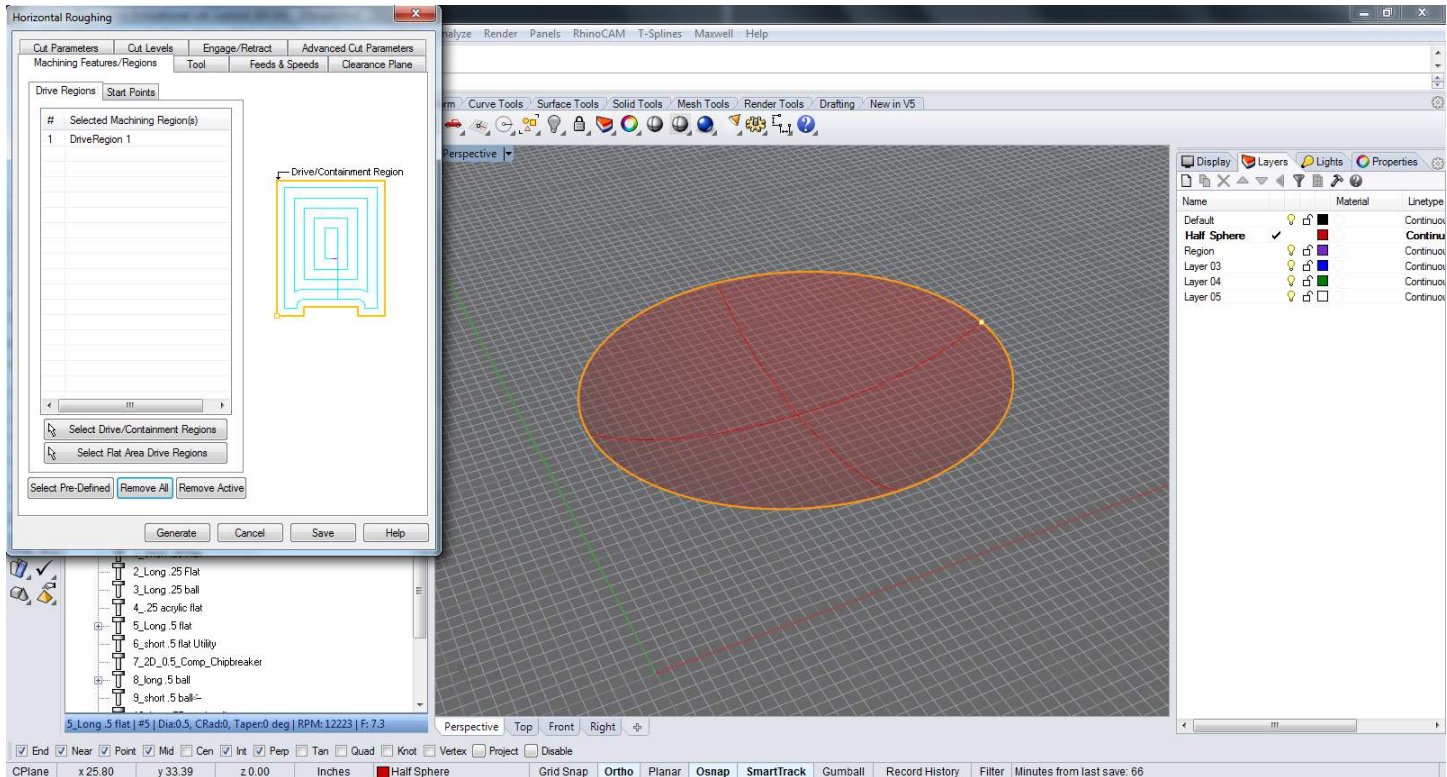 Horizontal Roughing
Cut Parameters Cut Levels Engage/Retract Advanced Cut Parameters
Machining Features/Regions Tool Feeds & Speeds Clearance Plane
Drive Regions Start Points
# Selected Machining Region(s)
1 DriveRegion 1
Drive/Containment Region
Select Drive/Containment Regions
Select Flat Area Drive Regions
Select Pre-Defined Remove All Remove Active
Generate Cancel Save Help
2_Long .25 Flat
3_Long .25 ball
4_.25 acrylic flat
5_Long .5 flat
6_short .5 flat Utility
7_2D_0.5_Comp_Chipbreaker
8_long .5 ball
9_short .5 ball
5_Long .5 flat | #5 | Dia:0.5, CRad:0, Taper:0 deg | RPM: 12223 | F: 7.3
Render Panels RhinoCAM T-Splines Maxwell Help
Curve Tools Surface Tools Solid Tools Mesh Tools Render Tools Drafting New in V5
Perspective
Display Layers Lights Properties
Name Material Linetype
Default Continuou
Half Sphere Continu
Region Continuou
Layer 03 Continuou
Layer 04 Continuou
Layer 05 Continuou
Perspective Top Front Right
End Near Point Mid Cen Int Perp Tan Quad Knot Vertex Project Disable
CPlane x 25.80 y 33.39 z 0.00 Inches Half Sphere Grid Snap Ortho Planar Osnap SmartTrack Gumball Record History Filter Minutes from last save: 66